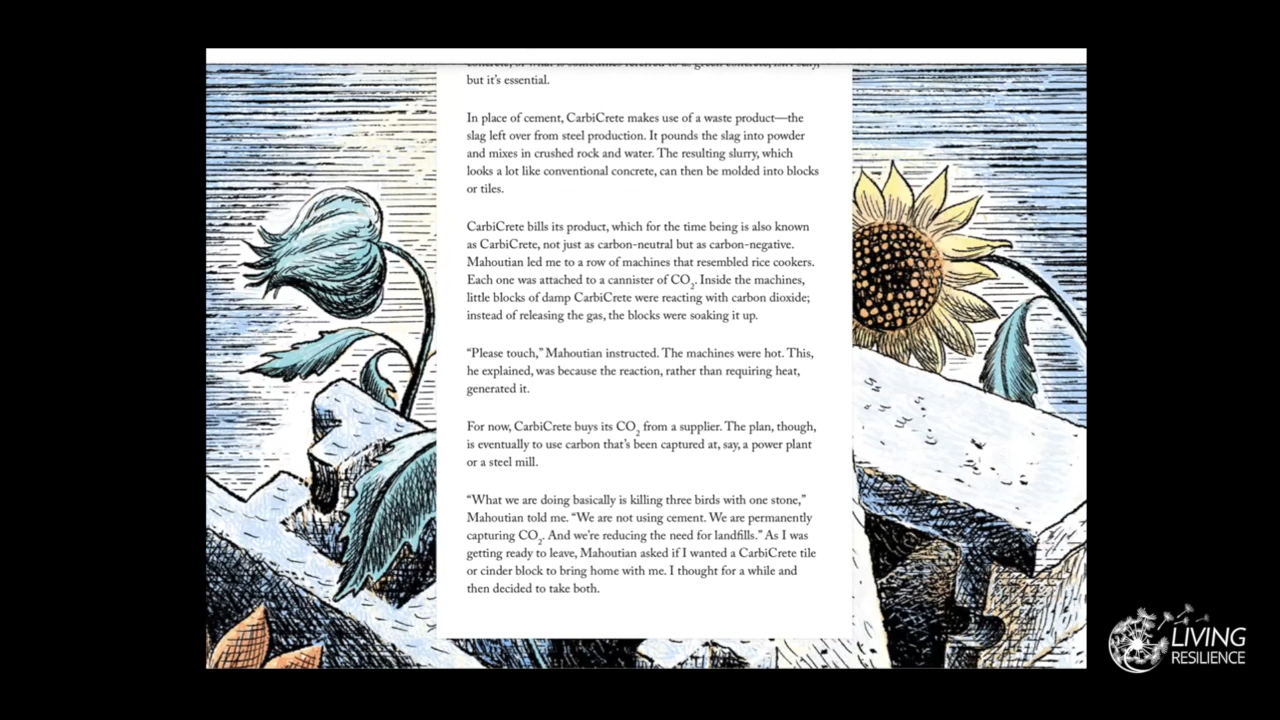 but it's essential.
In place of cement, CarbiCrete makes use of a waste product—the
slag left over from steel production. It pounds the slag into powder
and mixes in crushed rock and water. The resulting slurry, which
looks a lot like conventional concrete, can then be molded into blocks
or tiles.
CarbiCrete bills its product, which for the time being is also known
as CarbiCrete, not just as carbon-neutral but as carbon-negative.
Mahoutian led me to a row of machines that resembled rice cookers.
Each one was attached to a cannister of CO₂. Inside the machines,
little blocks of damp CarbiCrete were reacting with carbon dioxide;
instead of releasing the gas, the blocks were soaking it up.
“Please touch,” Mahoutian instructed. The machines were hot. This,
he explained, was because the reaction, rather than requiring heat,
generated it.
For now, CarbiCrete buys its CO₂ from a supplier. The plan, though,
is eventually to use carbon that's been captured at, say, a power plant
or a steel mill.
“What we are doing basically is killing three birds with one stone,”
Mahoutian told me. “We are not using cement. We are permanently
capturing CO₂. And we're reducing the need for landfills.” As I was
getting ready to leave, Mahoutian asked if I wanted a CarbiCrete tile
or cinder block to bring home with me. I thought for a while and
then decided to take both.
LIVING
RESILIENCE